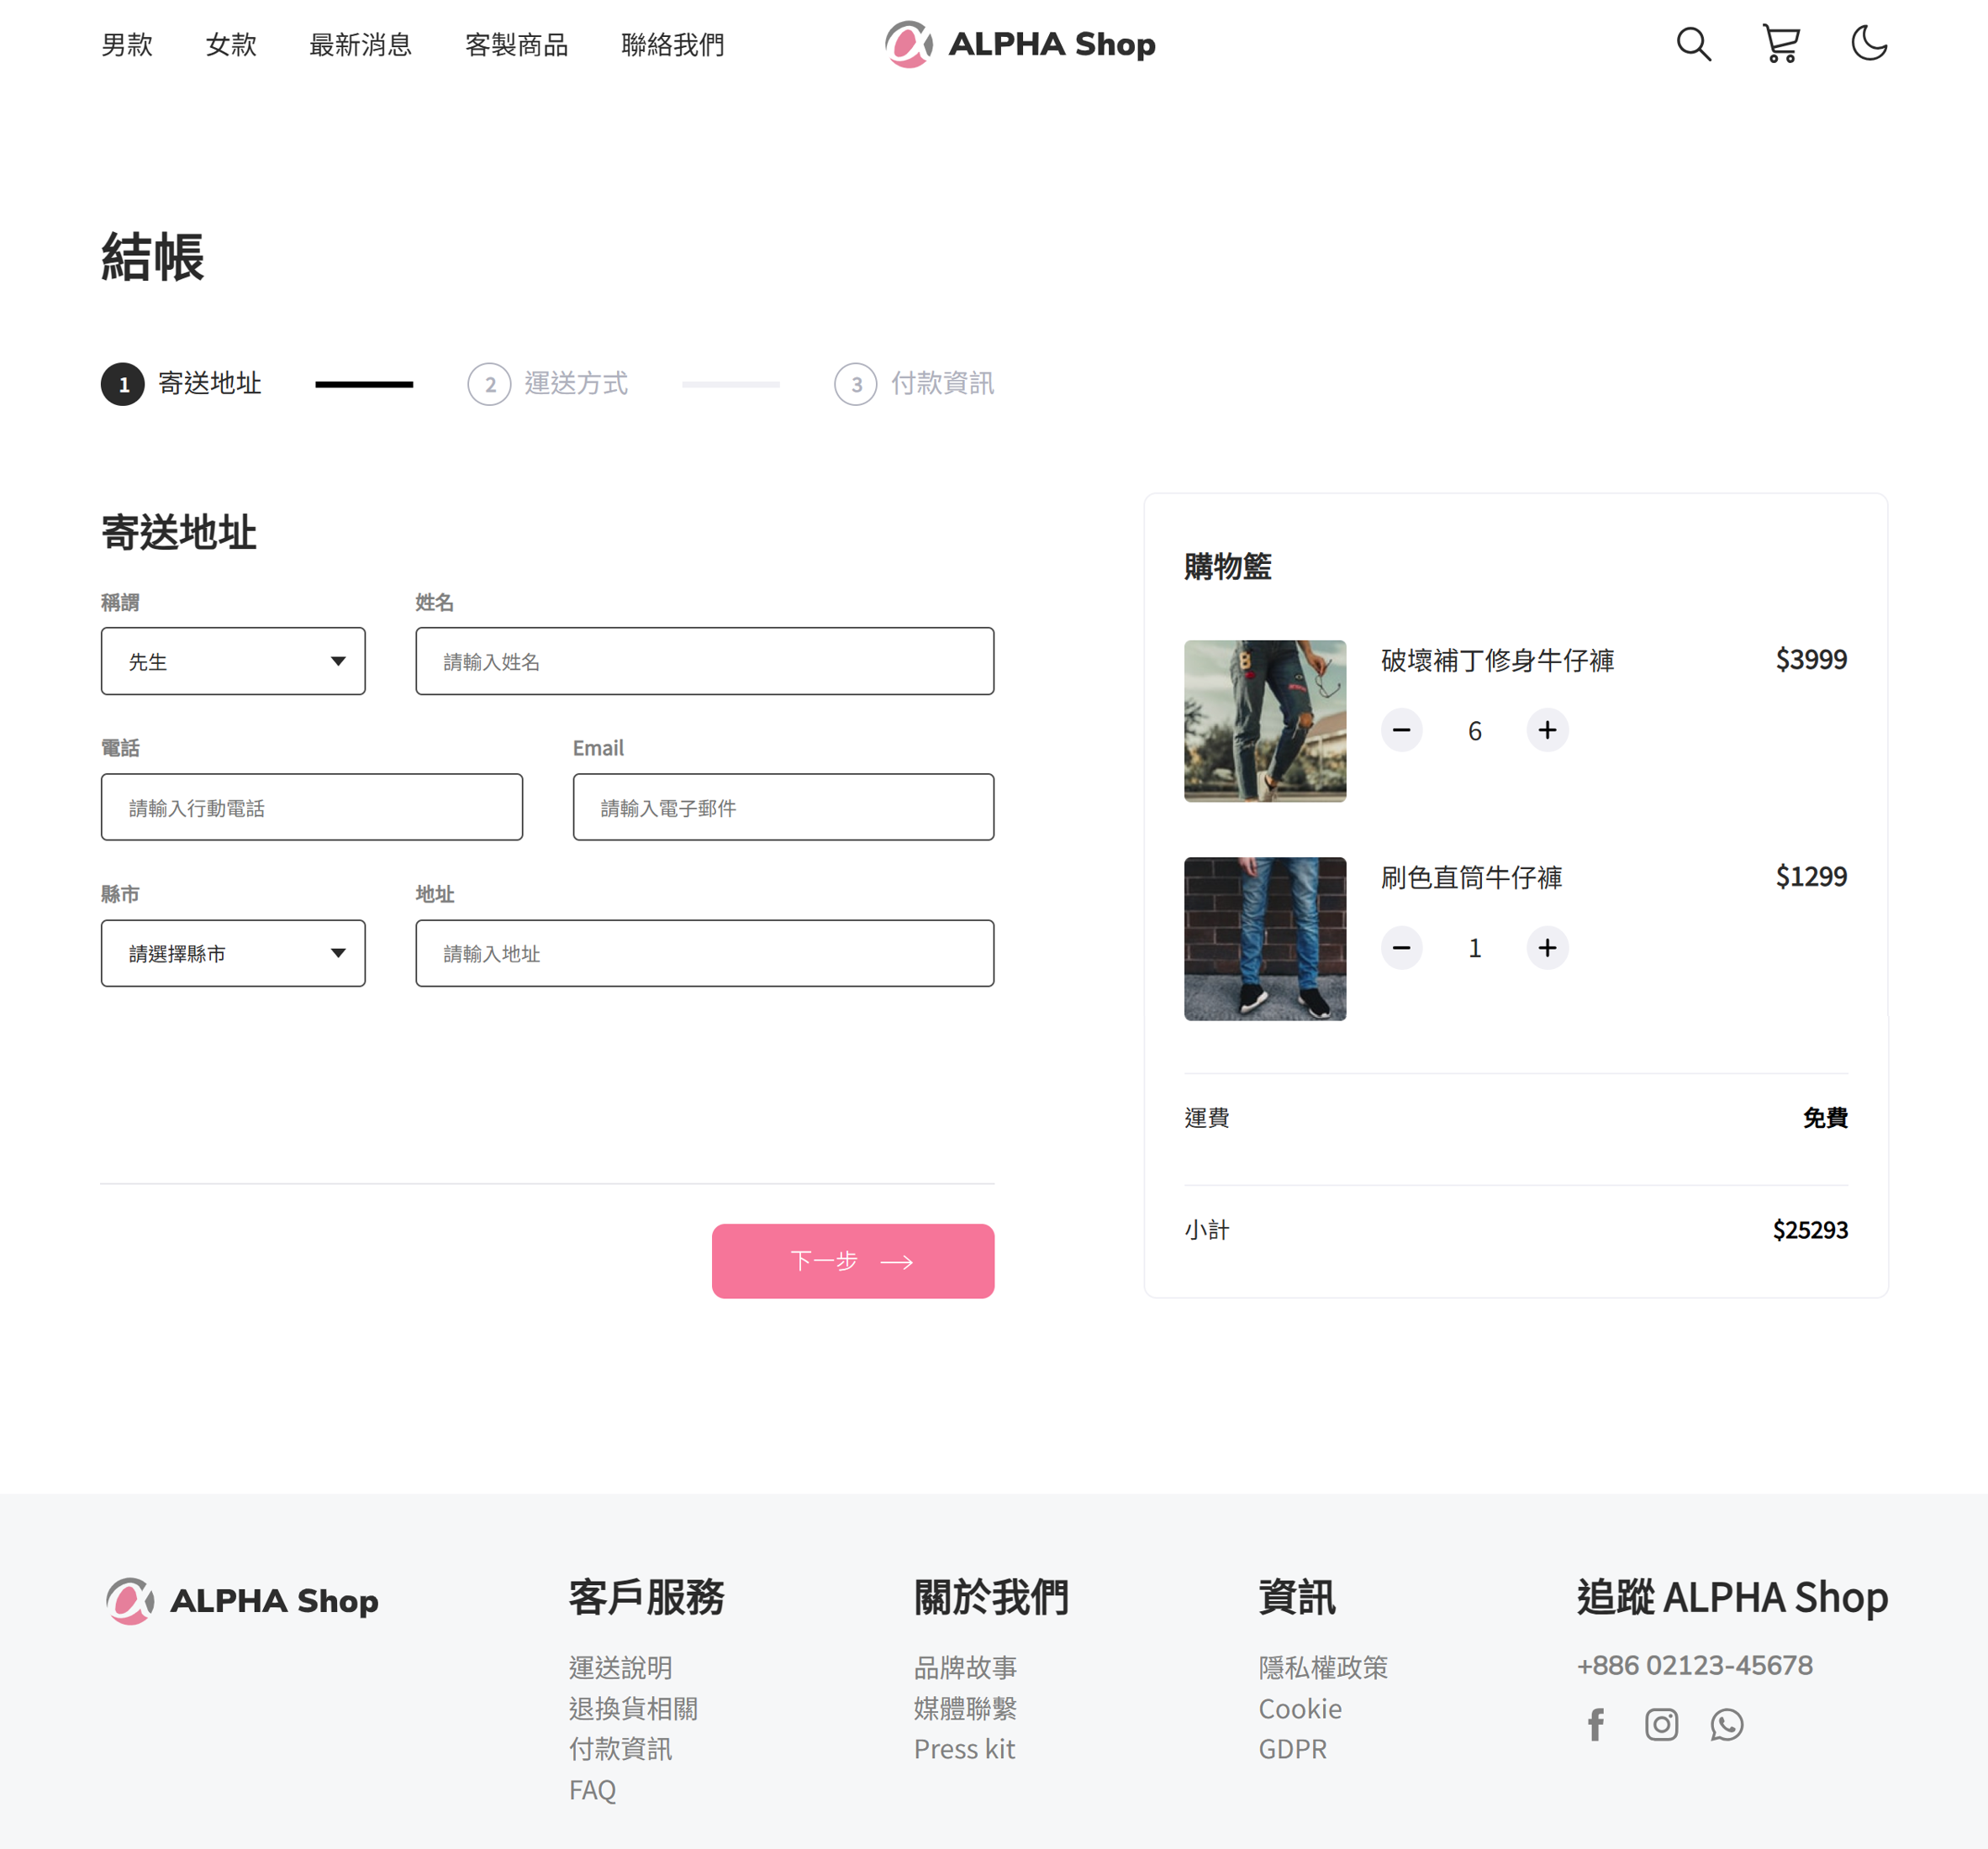 男款 女款 最新消息 客製商品 聯絡我們 ALPHA Shop
結帳
1 寄送地址 2 運送方式 3 付款資訊
寄送地址
稱謂 姓名
先生 請輸入姓名
電話 Email
請輸入行動電話 請輸入電子郵件
縣市 地址
請選擇縣市 請輸入地址
下一步
購物籃
破壞補丁修身牛仔褲 $3999
6
刷色直筒牛仔褲 $1299
1
運費 免費
小計 $25293
ALPHA Shop
客戶服務
運送說明
退換貨相關
付款資訊
FAQ
關於我們
品牌故事
媒體聯繫
Press kit
資訊
隱私權政策
Cookie
GDPR
追蹤 ALPHA Shop
+886 02123-45678